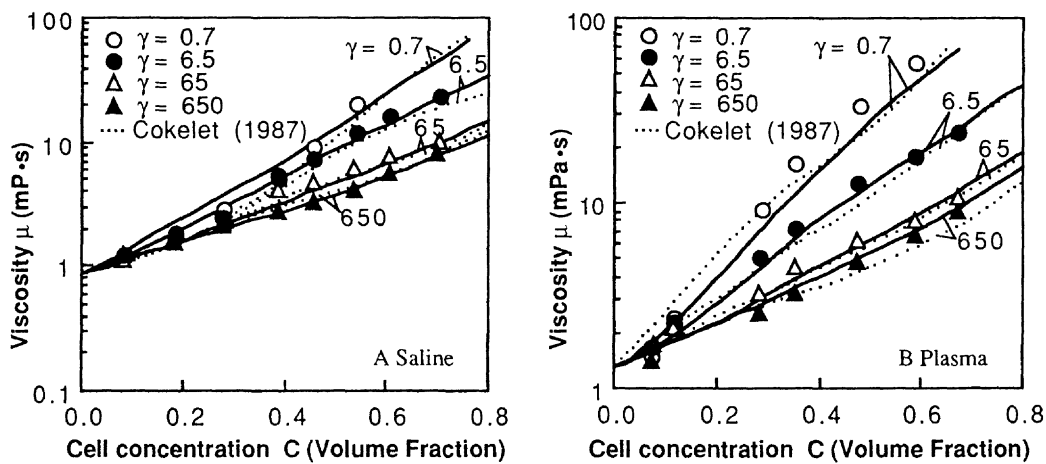 100
10
1
0.1
Viscosity μ (mP•s)
γ = 0.7
γ = 6.5
γ = 65
γ = 650
Cokelet (1987)
γ = 0.7
6.5
65
650
A Saline
0.0 0.2 0.4 0.6 0.8
Cell concentration C (Volume Fraction)
100
10
1
Viscosity μ (mPa•s)
γ = 0.7
γ = 6.5
γ = 65
γ = 650
Cokelet (1987)
γ = 0.7
6.5
65
650
B Plasma
0.0 0.2 0.4 0.6 0.8
Cell concentration C (Volume Fraction)